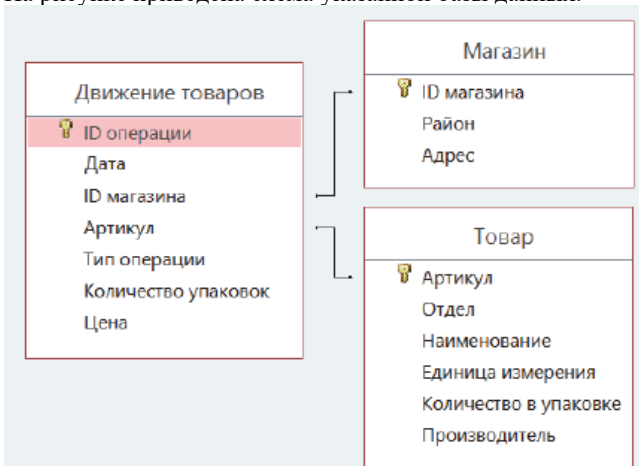 Движение товаров
ID операции
Дата
ID магазина
Артикул
Тип операции
Количество упаковок
Цена
Магазин
ID магазина
Район
Адрес
Товар
Артикул
Отдел
Наименование
Единица измерения
Количество в упаковке
Производитель